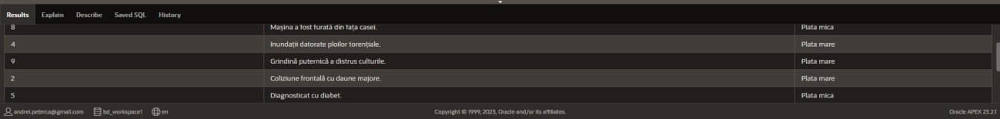 Results Explain Describe Saved SQL History
8 Mașina a fost furată din fața casei. Plata mica
4 Inundații datorate ploilor torențiale. Plata mare
9 Grindină puternică a distrus culturile. Plata mare
2 Coliziune frontală cu daune majore. Plata mare
5 Diagnosticat cu diabet. Plata mica
andrei.peterca@gmail.com bd_workspace1 en Copyright © 1999, 2023, Oracle and/or its affiliates. Oracle APEX 23.2.1